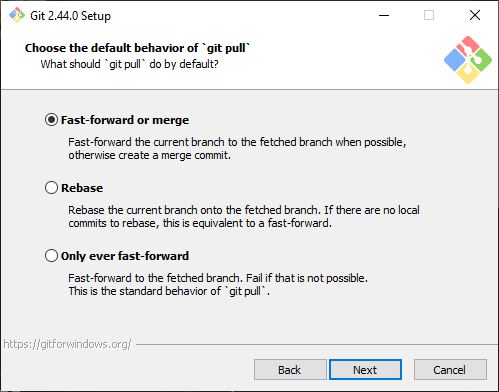 Git 2.44.0 Setup
Choose the default behavior of `git pull`
What should `git pull` do by default?
Fast-forward or merge
Fast-forward the current branch to the fetched branch when possible,
otherwise create a merge commit.
Rebase
Rebase the current branch onto the fetched branch. If there are no local
commits to rebase, this is equivalent to a fast-forward.
Only ever fast-forward
Fast-forward to the fetched branch. Fail if that is not possible.
This is the standard behavior of `git pull`.
https://gitforwindows.org/
Back Next Cancel